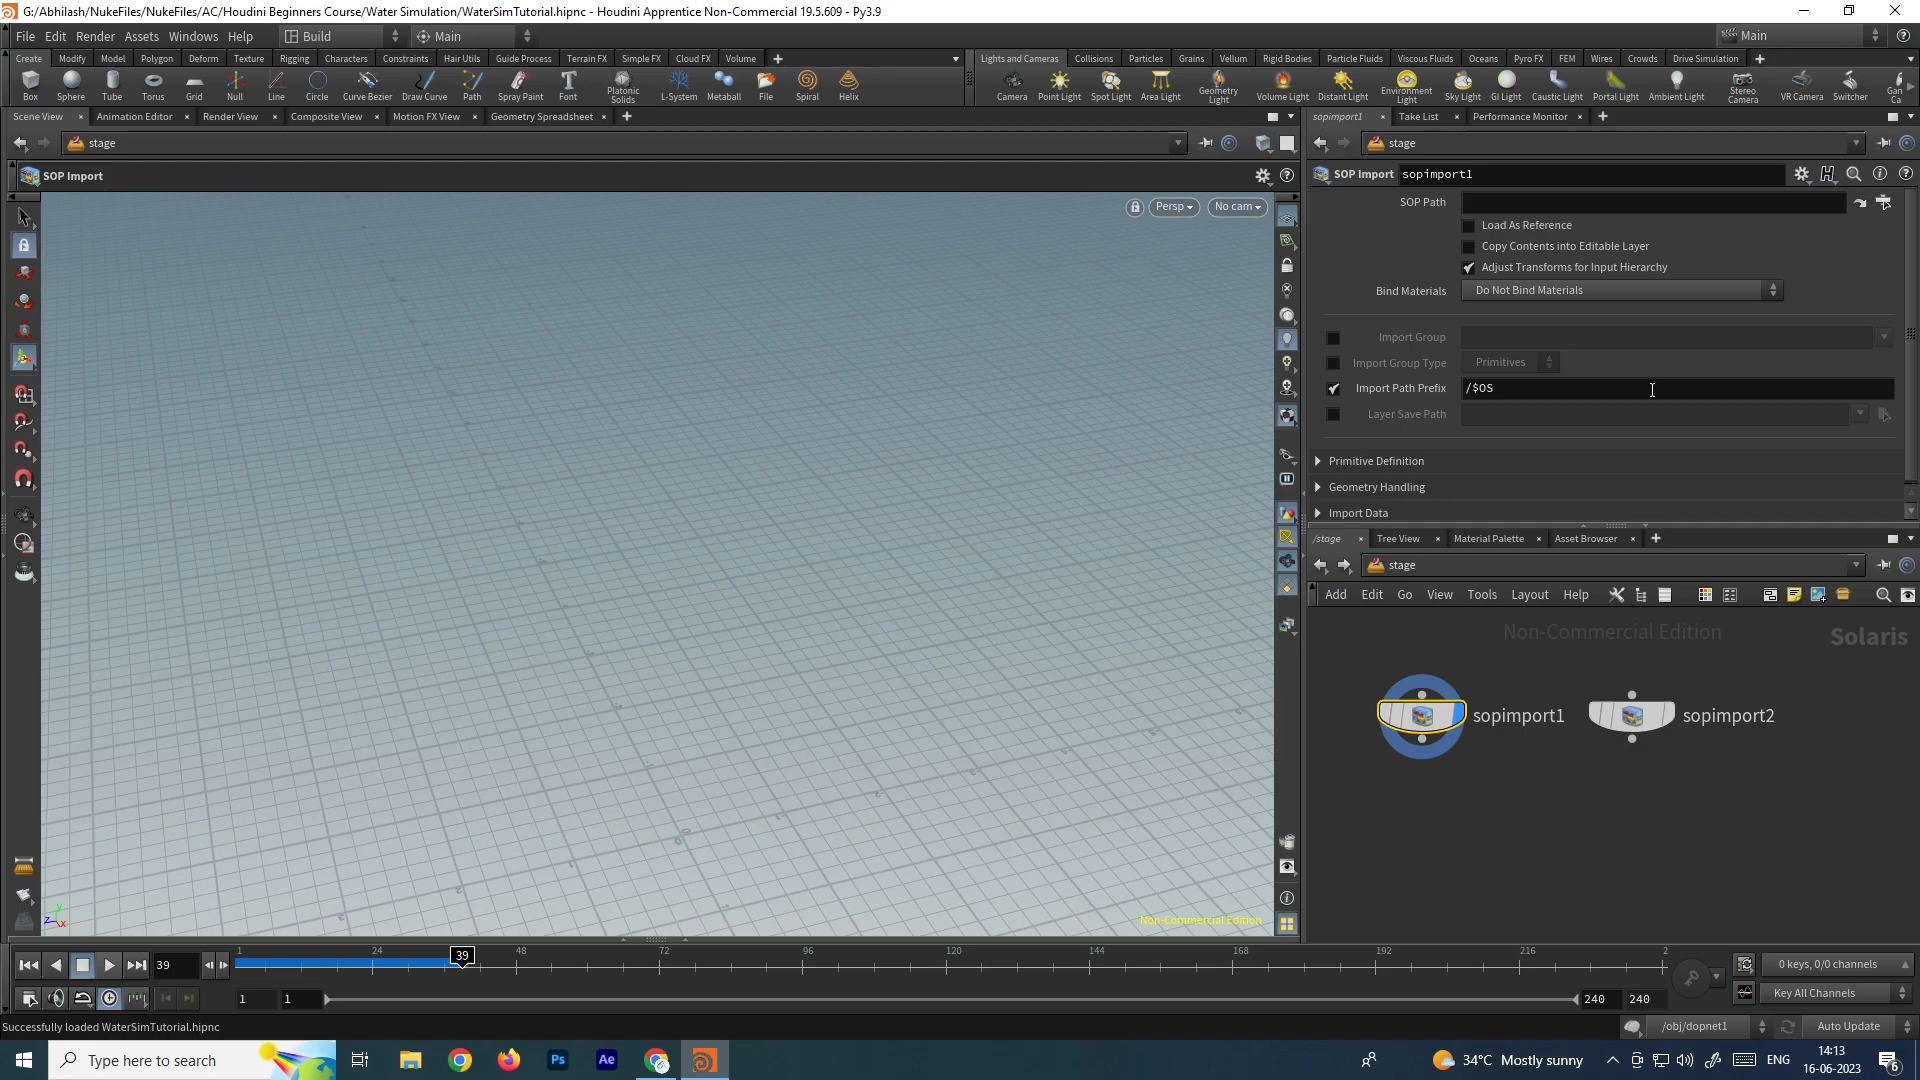 G:/Abhilash/NukeFiles/NukeFiles/AC/Houdini Beginners Course/Water Simulation/WaterSimTutorial.hipnc - Houdini Apprentice Non-Commercial 19.5.609 - Py3.9
File Edit Render Assets Windows Help Build Main Main
Create Modify Model Polygon Deform Texture Rigging Characters Constraints Hair Utils Guide Process Terrain FX Simple FX Cloud FX Volume
Lights and Cameras Collisions Particles Grains Vellum Rigid Bodies Particle Fluids Viscous Fluids Oceans Pyro FX FEM Wires Crowds Drive Simulation
Box Sphere Tube Torus Grid Null Line Circle Curve Bezier Draw Curve Path Spray Paint Font Platonic Solids L-System Metaball File Spiral Helix
Camera Point Light Spot Light Area Light Geometry Light Volume Light Distant Light Environment Light Sky Light GI Light Caustic Light Portal Light Ambient Light Stereo Camera VR Camera Switcher Gan Ca
Scene View Animation Editor Render View Composite View Motion FX View Geometry Spreadsheet
sopimport1 Take List Performance Monitor
stage
stage
SOP Import
SOP Import sopimport1
Persp No cam
SOP Path
Load As Reference
Copy Contents into Editable Layer
Adjust Transforms for Input Hierarchy
Bind Materials Do Not Bind Materials
Import Group
Import Group Type Primitives
Import Path Prefix /$OS
Layer Save Path
Primitive Definition
Geometry Handling
Import Data
/stage Tree View Material Palette Asset Browser
stage
Add Edit Go View Tools Layout Help
Non-Commercial Edition Solaris
sopimport1 sopimport2
z y x
Non-Commercial Edition
39 1 24 39 48 72 96 120 144 168 192 216 2
0 keys, 0/0 channels
1 1 240 240
Key All Channels
Successfully loaded WaterSimTutorial.hipnc
/obj/dopnet1 Auto Update
Type here to search
Ps Ae
34°C Mostly sunny ENG
14:13
16-06-2023
6